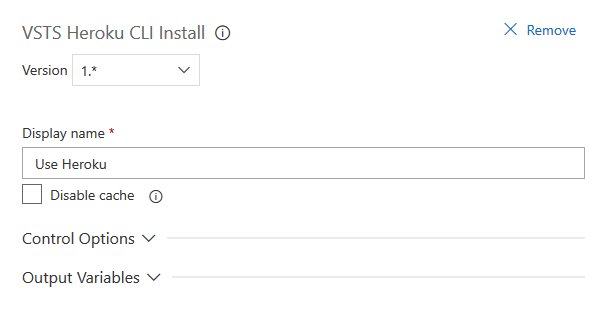 VSTS Heroku CLI Install
Remove
Version 1.*
Display name *
Use Heroku
Disable cache
Control Options
Output Variables